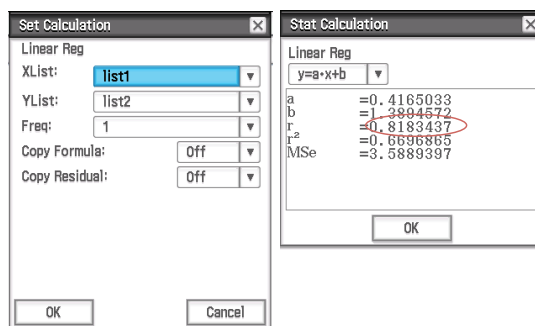 Set Calculation
Linear Reg
XList: list1
YList: list2
Freq: 1
Copy Formula: Off
Copy Residual: Off
OK Cancel
Stat Calculation
Linear Reg
y=a•x+b
a =0.4165033
b =1.3894572
r =0.8183437
r² =0.6696865
MSe =3.5889397
OK